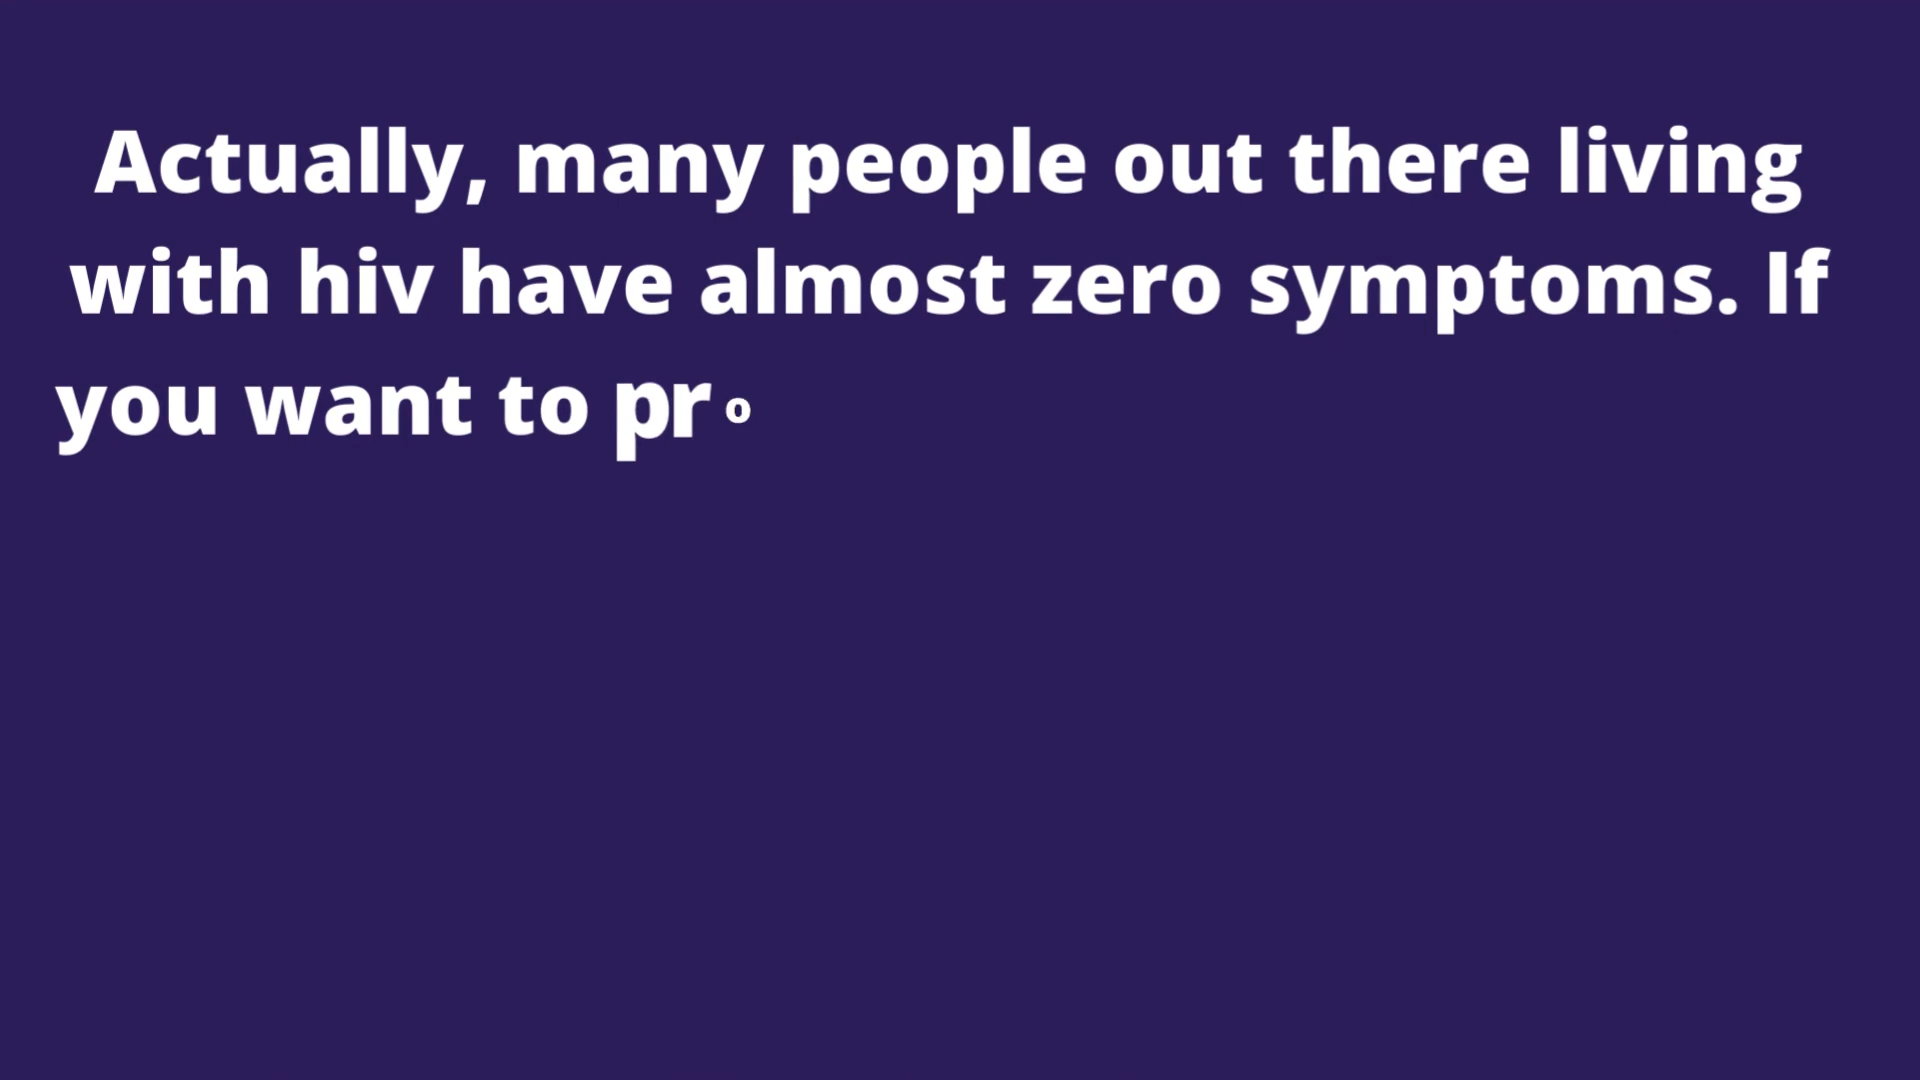 Actually, many people out there living
with hiv have almost zero symptoms. If
you want to pro